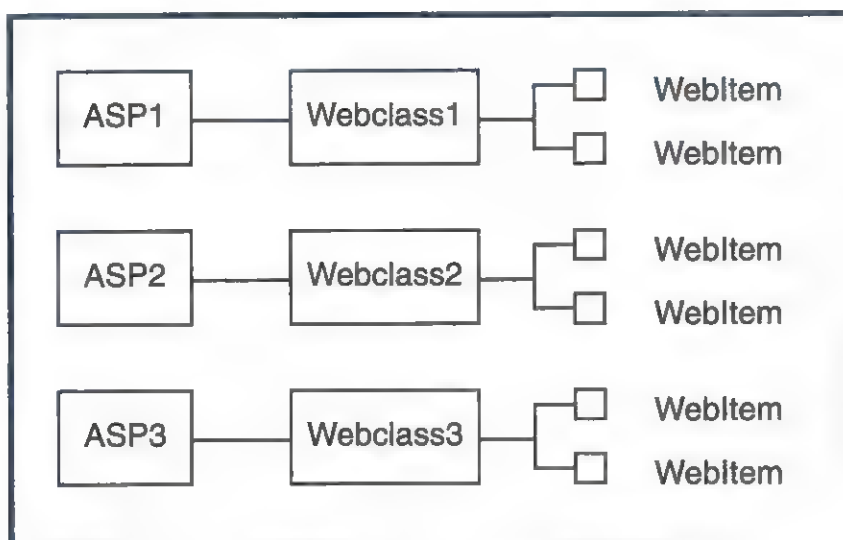 ASP1 Webclass1 WebItem
WebItem
ASP2 Webclass2 WebItem
WebItem
ASP3 Webclass3 WebItem
WebItem